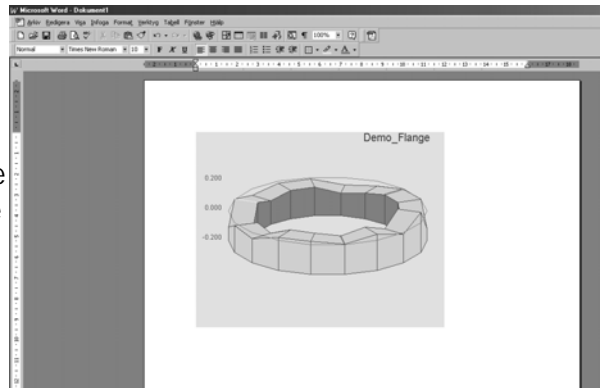 Microsoft Word - Dokument1
Arkiv Redigera Visa Infoga Format Verktyg Tabell Fönster Hjälp
100%
Normal Times New Roman 10 F K U
Demo_Flange
0.200
0.000
-0.200